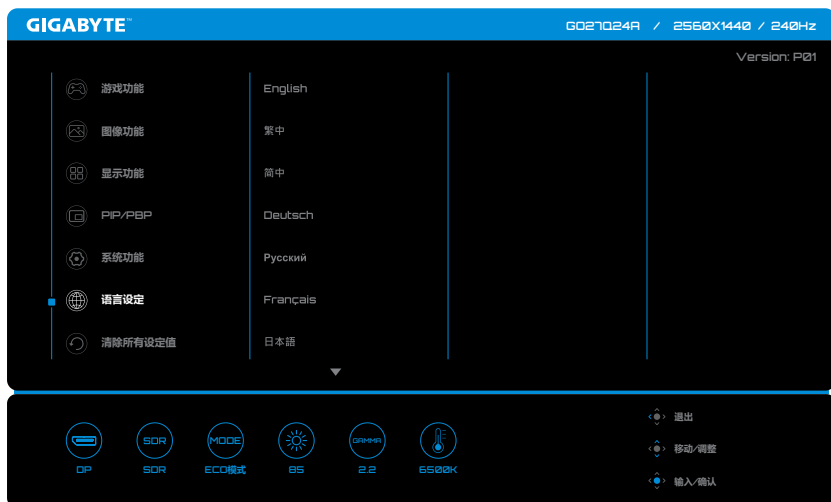 GIGABYTE™
GO27Q24A / 2560X1440 / 240Hz
Version: P01
游戏功能
图像功能
显示功能
PIP/PBP
系统功能
语言设定
清除所有设定值
English
繁中
简中
Deutsch
Русский
Français
日本語
DP
SDR
SDR
MODE
ECO模式
85
GAMMA
2.2
6500K
退出
移动/调整
输入/确认